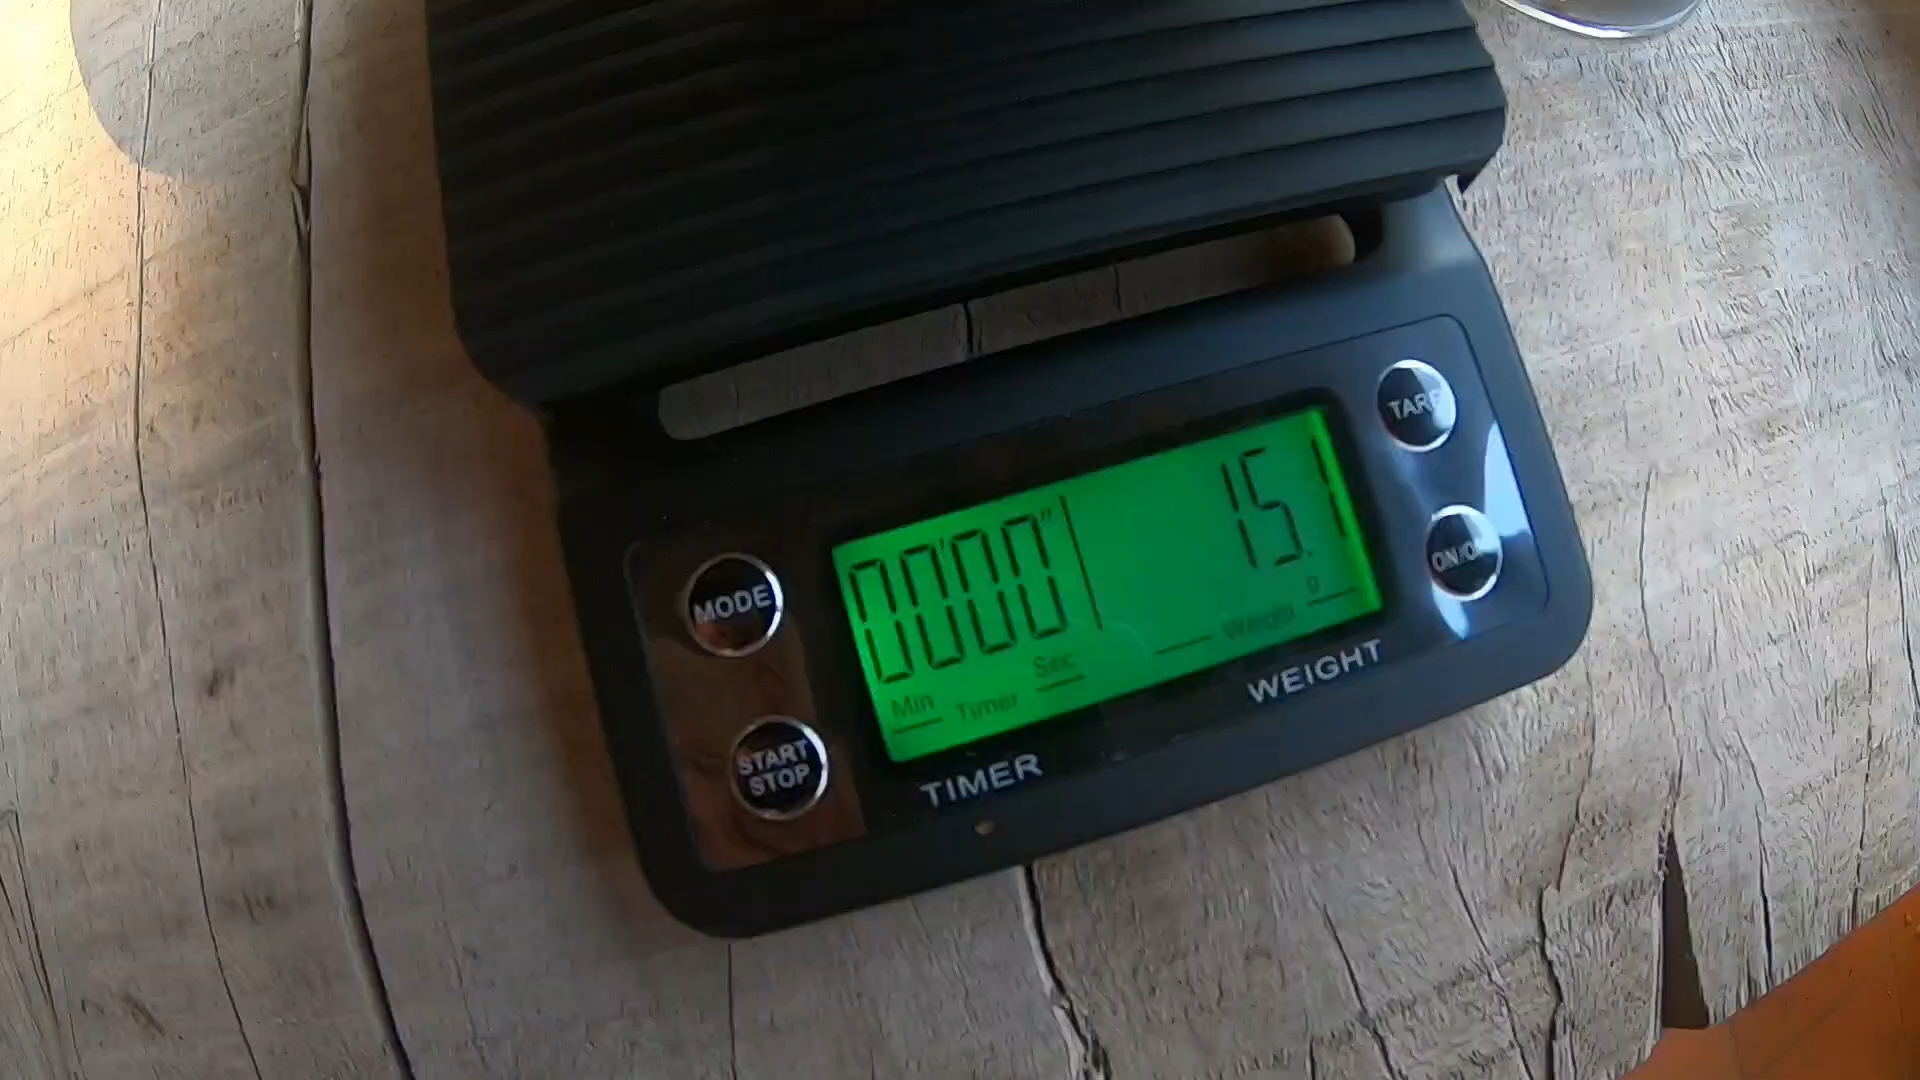 TARE
ON/OFF
MODE
START
STOP
00'00" 15.1
g
Min Timer Sec Weight
TIMER WEIGHT